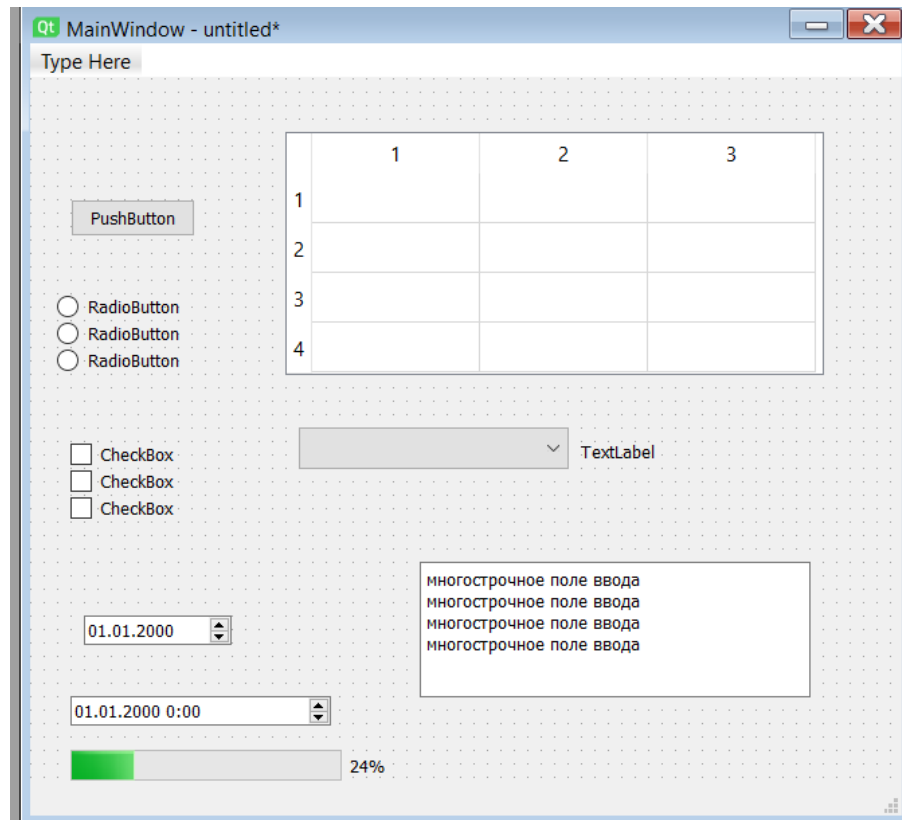 Qt MainWindow - untitled*
Type Here
1 2 3
1
PushButton
2
3
RadioButton
RadioButton
4
RadioButton
CheckBox
TextLabel
CheckBox
CheckBox
многострочное поле ввода
многострочное поле ввода
многострочное поле ввода
многострочное поле ввода
01.01.2000
01.01.2000 0:00
24%